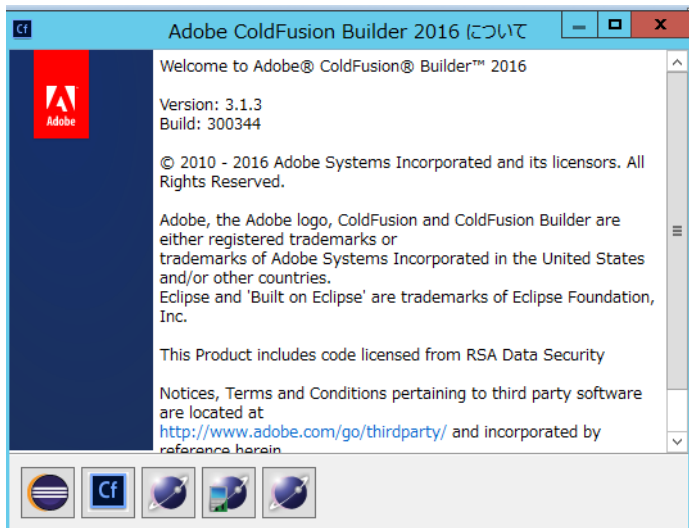 Cf
Adobe ColdFusion Builder 2016 について
Adobe
Welcome to Adobe® ColdFusion® Builder™ 2016
Version: 3.1.3
Build: 300344
© 2010 - 2016 Adobe Systems Incorporated and its licensors. All
Rights Reserved.
Adobe, the Adobe logo, ColdFusion and ColdFusion Builder are
either registered trademarks or
trademarks of Adobe Systems Incorporated in the United States
and/or other countries.
Eclipse and 'Built on Eclipse' are trademarks of Eclipse Foundation,
Inc.
This Product includes code licensed from RSA Data Security
Notices, Terms and Conditions pertaining to third party software
are located at
http://www.adobe.com/go/thirdparty/ and incorporated by
reference herein
Cf